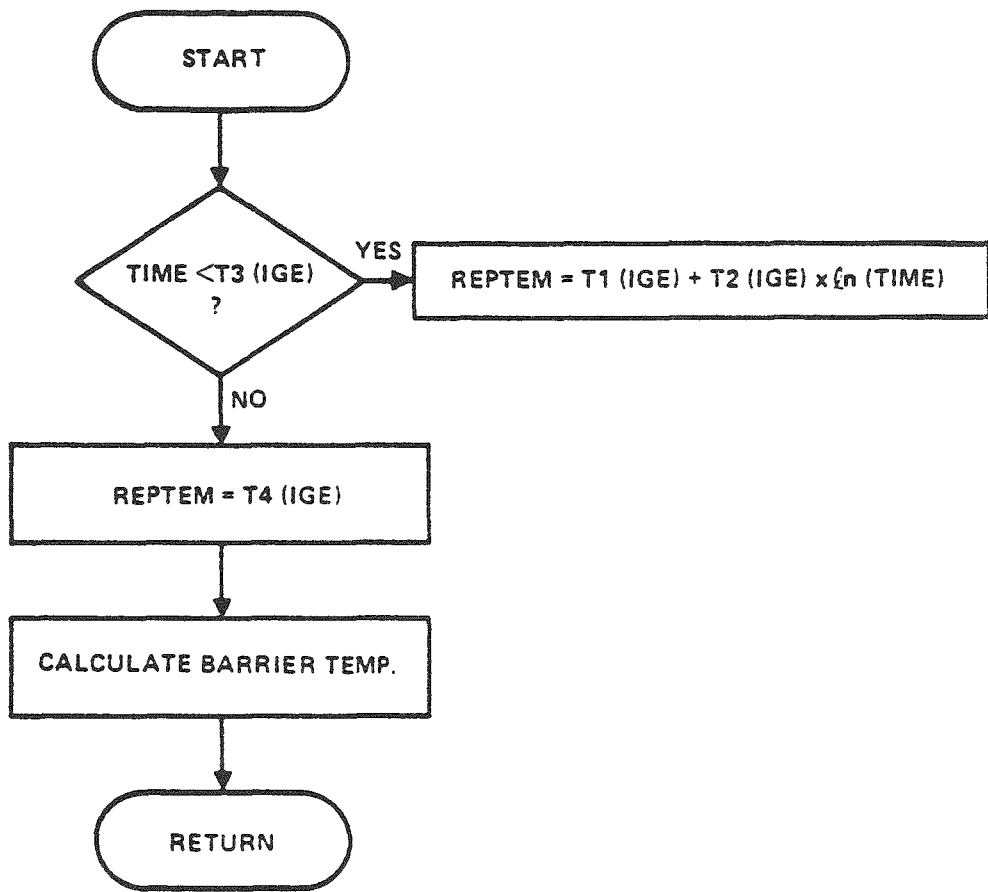 START
TIME <T3 (IGE)
?
YES
REPTEM = T1 (IGE) + T2 (IGE) x ℓn (TIME)
NO
REPTEM = T4 (IGE)
CALCULATE BARRIER TEMP.
RETURN